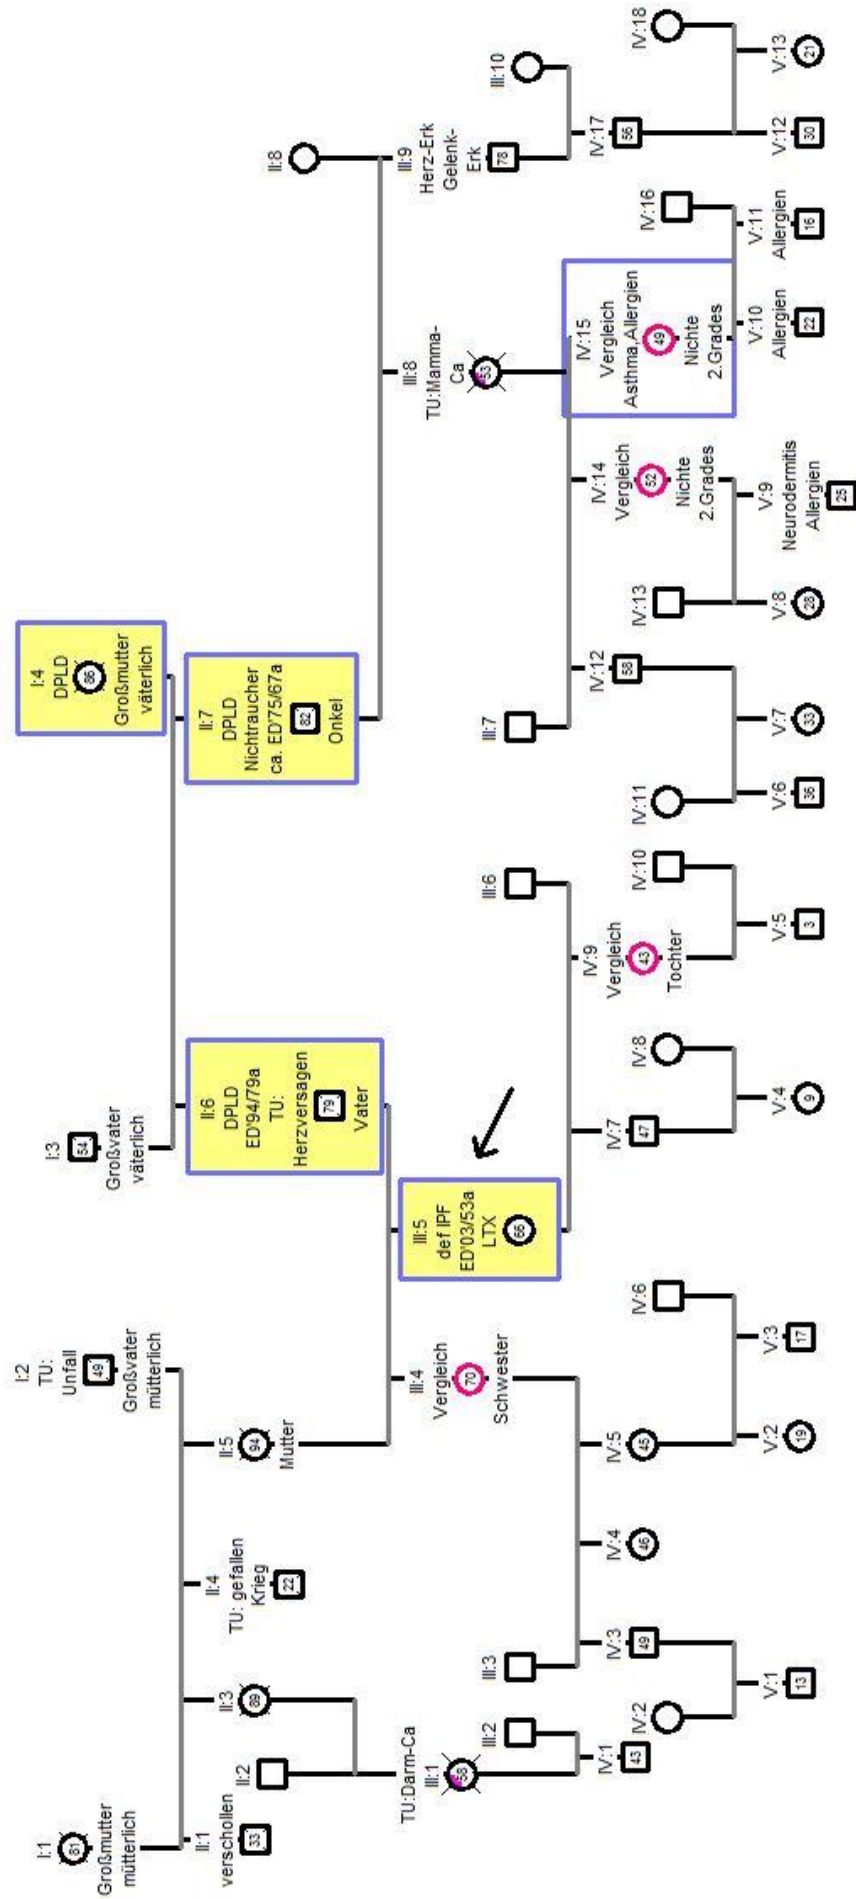 I:1
81
Großmutter
mütterlich
I:2
TU:
Unfall
49
Großvater
mütterlich
I:3
54
Großvater
väterlich
I:4
DPLD
86
Großmutter
väterlich
II:1
verschollen
33
II:2
II:3
89
II:4
TU: gefallen
Krieg
22
II:5
94
Mutter
II:6
DPLD
ED'94/79a
TU:
Herzversagen
79
Vater
II:7
DPLD
Nichtraucher
ca. ED'75/67a
82
Onkel
II:8
TU:Darm-Ca
III:1
58
III:2
III:3
III:4
Vergleich
70
Schwester
III:5
def IPF
ED'03/53a
LTX
66
III:6
III:7
III:8
TU:Mamma-
Ca
53
III:9
Herz-Erk
Gelenk-
Erk
78
III:10
IV:1
43
IV:2
IV:3
49
IV:4
46
IV:5
45
IV:6
IV:7
47
IV:8
IV:9
Vergleich
43
Tochter
IV:10
IV:11
IV:12
58
IV:13
IV:14
Vergleich
52
Nichte
2.Grades
IV:15
Vergleich
Asthma,Allergien
49
Nichte
2.Grades
IV:16
IV:17
56
IV:18
V:1
13
V:2
19
V:3
17
V:4
9
V:5
3
V:6
36
V:7
33
V:8
28
V:9
Neurodermitis
Allergien
25
V:10
Allergien
22
V:11
Allergien
16
V:12
30
V:13
21